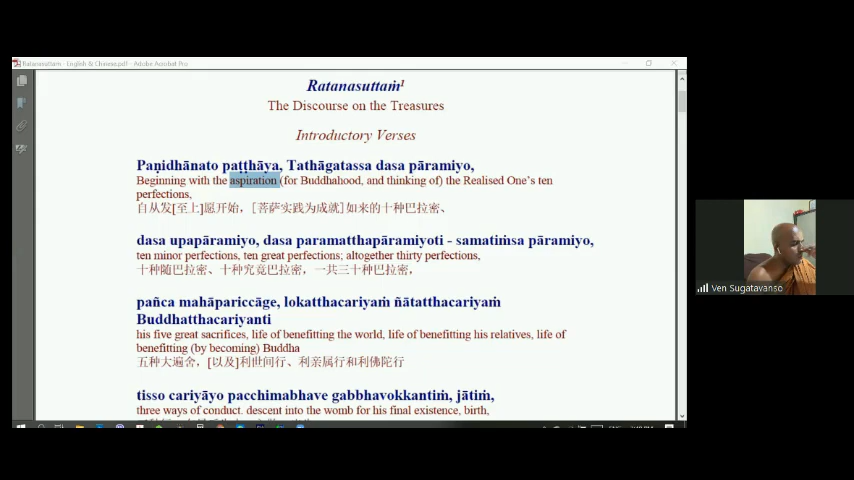 Ratanasuttam - English & Chinese.pdf - Adobe Acrobat Pro
Ratanasuttaṁ¹
The Discourse on the Treasures
Introductory Verses
Paṇidhānato paṭṭhāya, Tathāgatassa dasa pāramiyo,
Beginning with the aspiration (for Buddhahood, and thinking of) the Realised One's ten
perfections,
自从发[至上]愿开始，[菩萨实践为成就]如来的十种巴拉密、
dasa upapāramiyo, dasa paramatthapāramiyoti - samatiṁsa pāramiyo,
ten minor perfections, ten great perfections; altogether thirty perfections,
十种随巴拉密、十种究竟巴拉密，一共三十种巴拉密，
pañca mahāpariccāge, lokatthacariyaṁ ñātatthacariyaṁ
Buddhatthacariyanti
his five great sacrifices, life of benefitting the world, life of benefitting his relatives, life of
benefitting (by becoming) Buddha
五种大遍舍，[以及]利世间行、利亲属行和利佛陀行
tisso cariyāyo pacchimabhave gabbhavokkantiṁ, jātiṁ,
three ways of conduct. descent into the womb for his final existence, birth,
Ven Sugatavanso